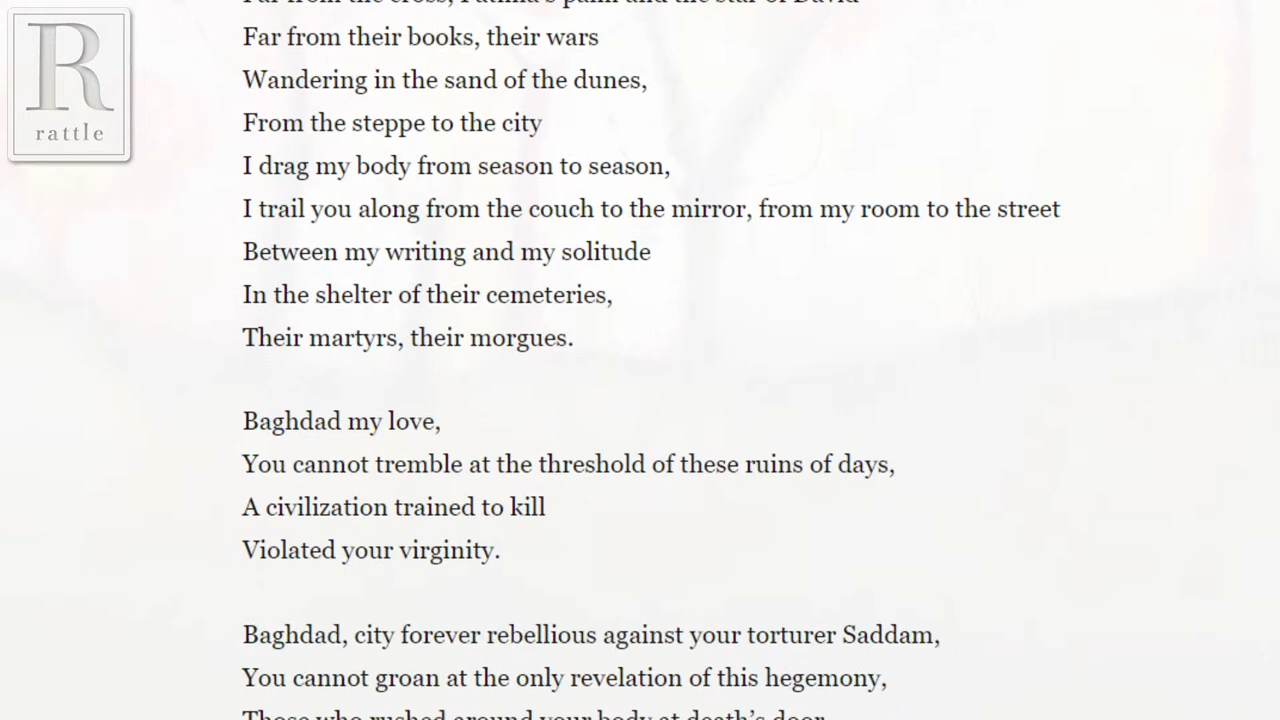 Far from the cross, Fatima's palm and the star of David
R
rattle
Far from their books, their wars
Wandering in the sand of the dunes,
From the steppe to the city
I drag my body from season to season,
I trail you along from the couch to the mirror, from my room to the street
Between my writing and my solitude
In the shelter of their cemeteries,
Their martyrs, their morgues.
Baghdad my love,
You cannot tremble at the threshold of these ruins of days,
A civilization trained to kill
Violated your virginity.
Baghdad, city forever rebellious against your torturer Saddam,
You cannot groan at the only revelation of this hegemony,
Those who rushed around your body at death's door